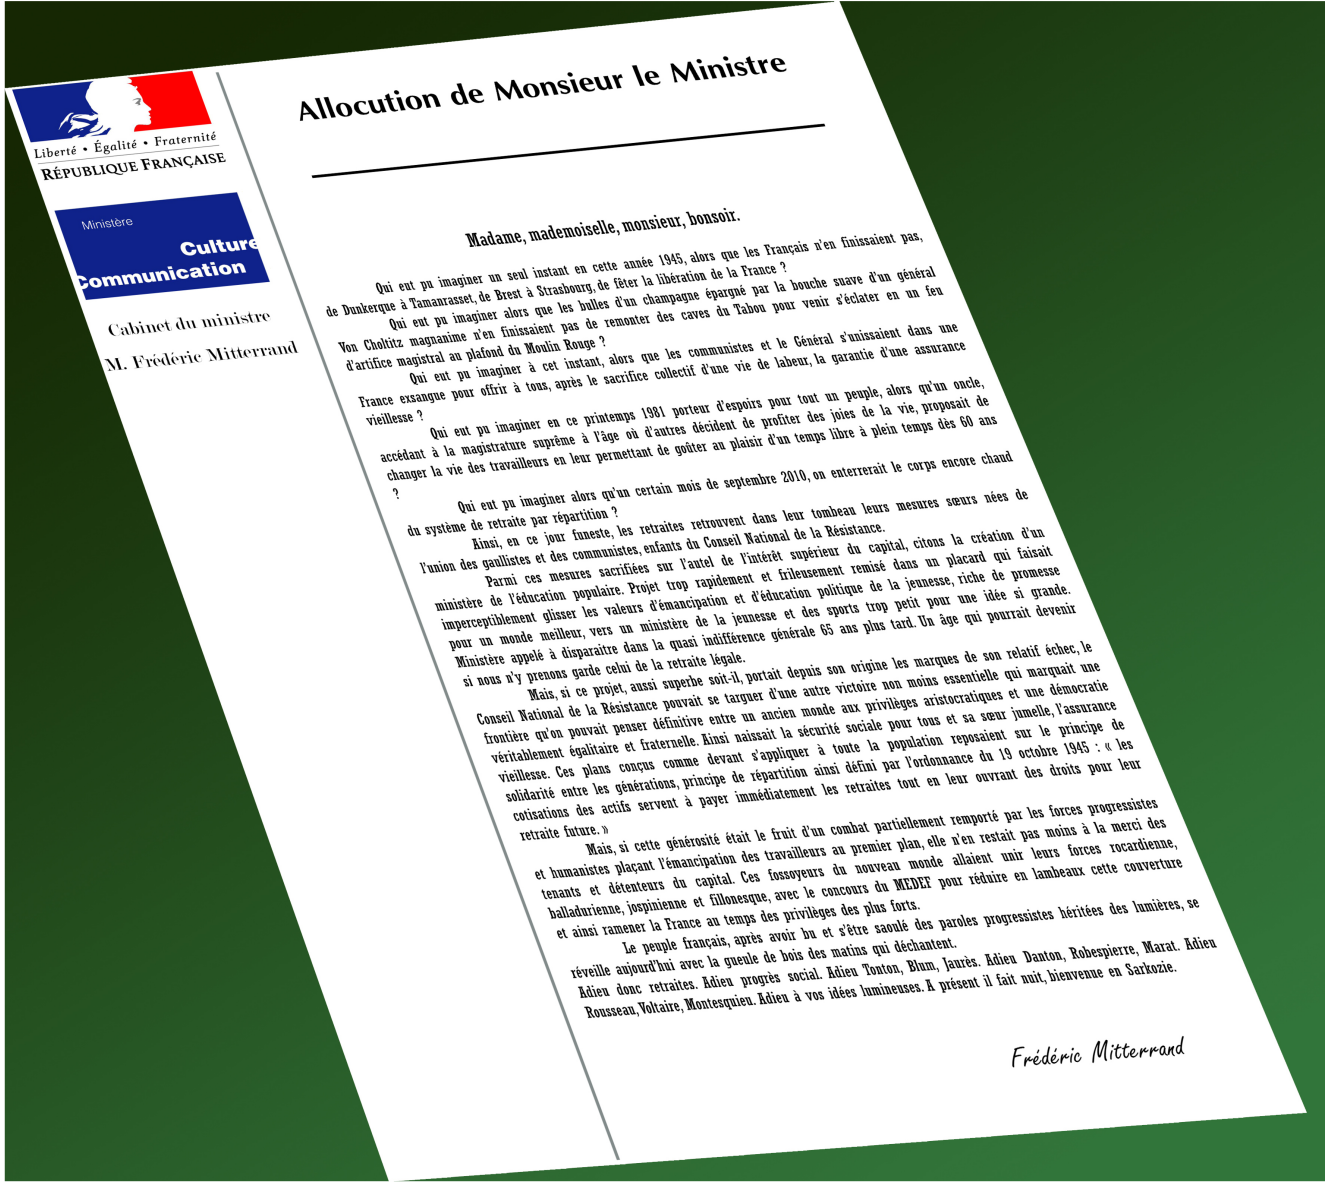 Allocution de Monsieur le Ministre
Liberté • Égalité • Fraternité
RÉPUBLIQUE FRANÇAISE
Ministère
Culture
Communication
Cabinet du ministre
M. Frédéric Mitterrand
Madame, mademoiselle, monsieur, bonsoir.
Qui eut pu imaginer un seul instant en cette année 1945, alors que les Français n'en finissaient pas,
de Dunkerque à Tamanrasset, de Brest à Strasbourg, de fêter la libération de la France ?
Qui eut pu imaginer alors que les bulles d'un champagne épargné par la bouche suave d'un général
Von Choltitz magnanime n'en finissaient pas de remonter des caves du Tabou pour venir s'éclater en un feu
d'artifice magistral au plafond du Moulin Rouge ?
Qui eut pu imaginer à cet instant, alors que les communistes et le Général s'unissaient dans une
France exsangue pour offrir à tous, après le sacrifice collectif d'une vie de labeur, la garantie d'une assurance
vieillesse ?
Qui eut pu imaginer en ce printemps 1981 porteur d'espoirs pour tout un peuple, alors qu'un oncle,
accédant à la magistrature suprême à l'âge où d'autres décident de profiter des joies de la vie, proposait de
changer la vie des travailleurs en leur permettant de goûter au plaisir d'un temps libre à plein temps dès 60 ans
?
Qui eut pu imaginer alors qu'un certain mois de septembre 2010, on enterrerait le corps encore chaud
du système de retraite par répartition ?
Ainsi, en ce jour funeste, les retraites retrouvent dans leur tombeau leurs mesures sœurs nées de
l'union des gaullistes et des communistes, enfants du Conseil National de la Résistance.
Parmi ces mesures sacrifiées sur l'autel de l'intérêt supérieur du capital, citons la création d'un
ministère de l'éducation populaire. Projet trop rapidement et frileusement remisé dans un placard qui faisait
imperceptiblement glisser les valeurs d'émancipation et d'éducation politique de la jeunesse, riche de promesse
pour un monde meilleur, vers un ministère de la jeunesse et des sports trop petit pour une idée si grande.
Ministère appelé à disparaitre dans la quasi indifférence générale 65 ans plus tard. Un âge qui pourrait devenir
si nous n'y prenons garde celui de la retraite légale.
Mais, si ce projet, aussi superbe soit-il, portait depuis son origine les marques de son relatif échec, le
Conseil National de la Résistance pouvait se targuer d'une autre victoire non moins essentielle qui marquait une
frontière qu'on pouvait penser définitive entre un ancien monde aux privilèges aristocratiques et une démocratie
véritablement égalitaire et fraternelle. Ainsi naissait la sécurité sociale pour tous et sa sœur jumelle, l'assurance
vieillesse. Ces plans conçus comme devant s'appliquer à toute la population reposaient sur le principe de
solidarité entre les générations, principe de répartition ainsi défini par l'ordonnance du 19 octobre 1945 : « les
cotisations des actifs servent à payer immédiatement les retraites tout en leur ouvrant des droits pour leur
retraite future. »
Mais, si cette générosité était le fruit d'un combat partiellement remporté par les forces progressistes
et humanistes plaçant l'émancipation des travailleurs au premier plan, elle n'en restait pas moins à la merci des
tenants et détenteurs du capital. Ces fossoyeurs du nouveau monde allaient unir leurs forces rocardienne,
balladurienne, jospinienne et fillonesque, avec le concours du MEDEF pour réduire en lambeaux cette couverture
et ainsi ramener la France au temps des privilèges des plus forts.
Le peuple français, après avoir bu et s'être saoulé des paroles progressistes héritées des lumières, se
réveille aujourd'hui avec la gueule de bois des matins qui déchantent.
Adieu donc retraites. Adieu progrès social. Adieu Tonton, Blum, Jaurès. Adieu Danton, Robespierre, Marat. Adieu
Rousseau, Voltaire, Montesquieu. Adieu à vos idées lumineuses. A présent il fait nuit, bienvenue en Sarkozie.
Frédéric Mitterrand